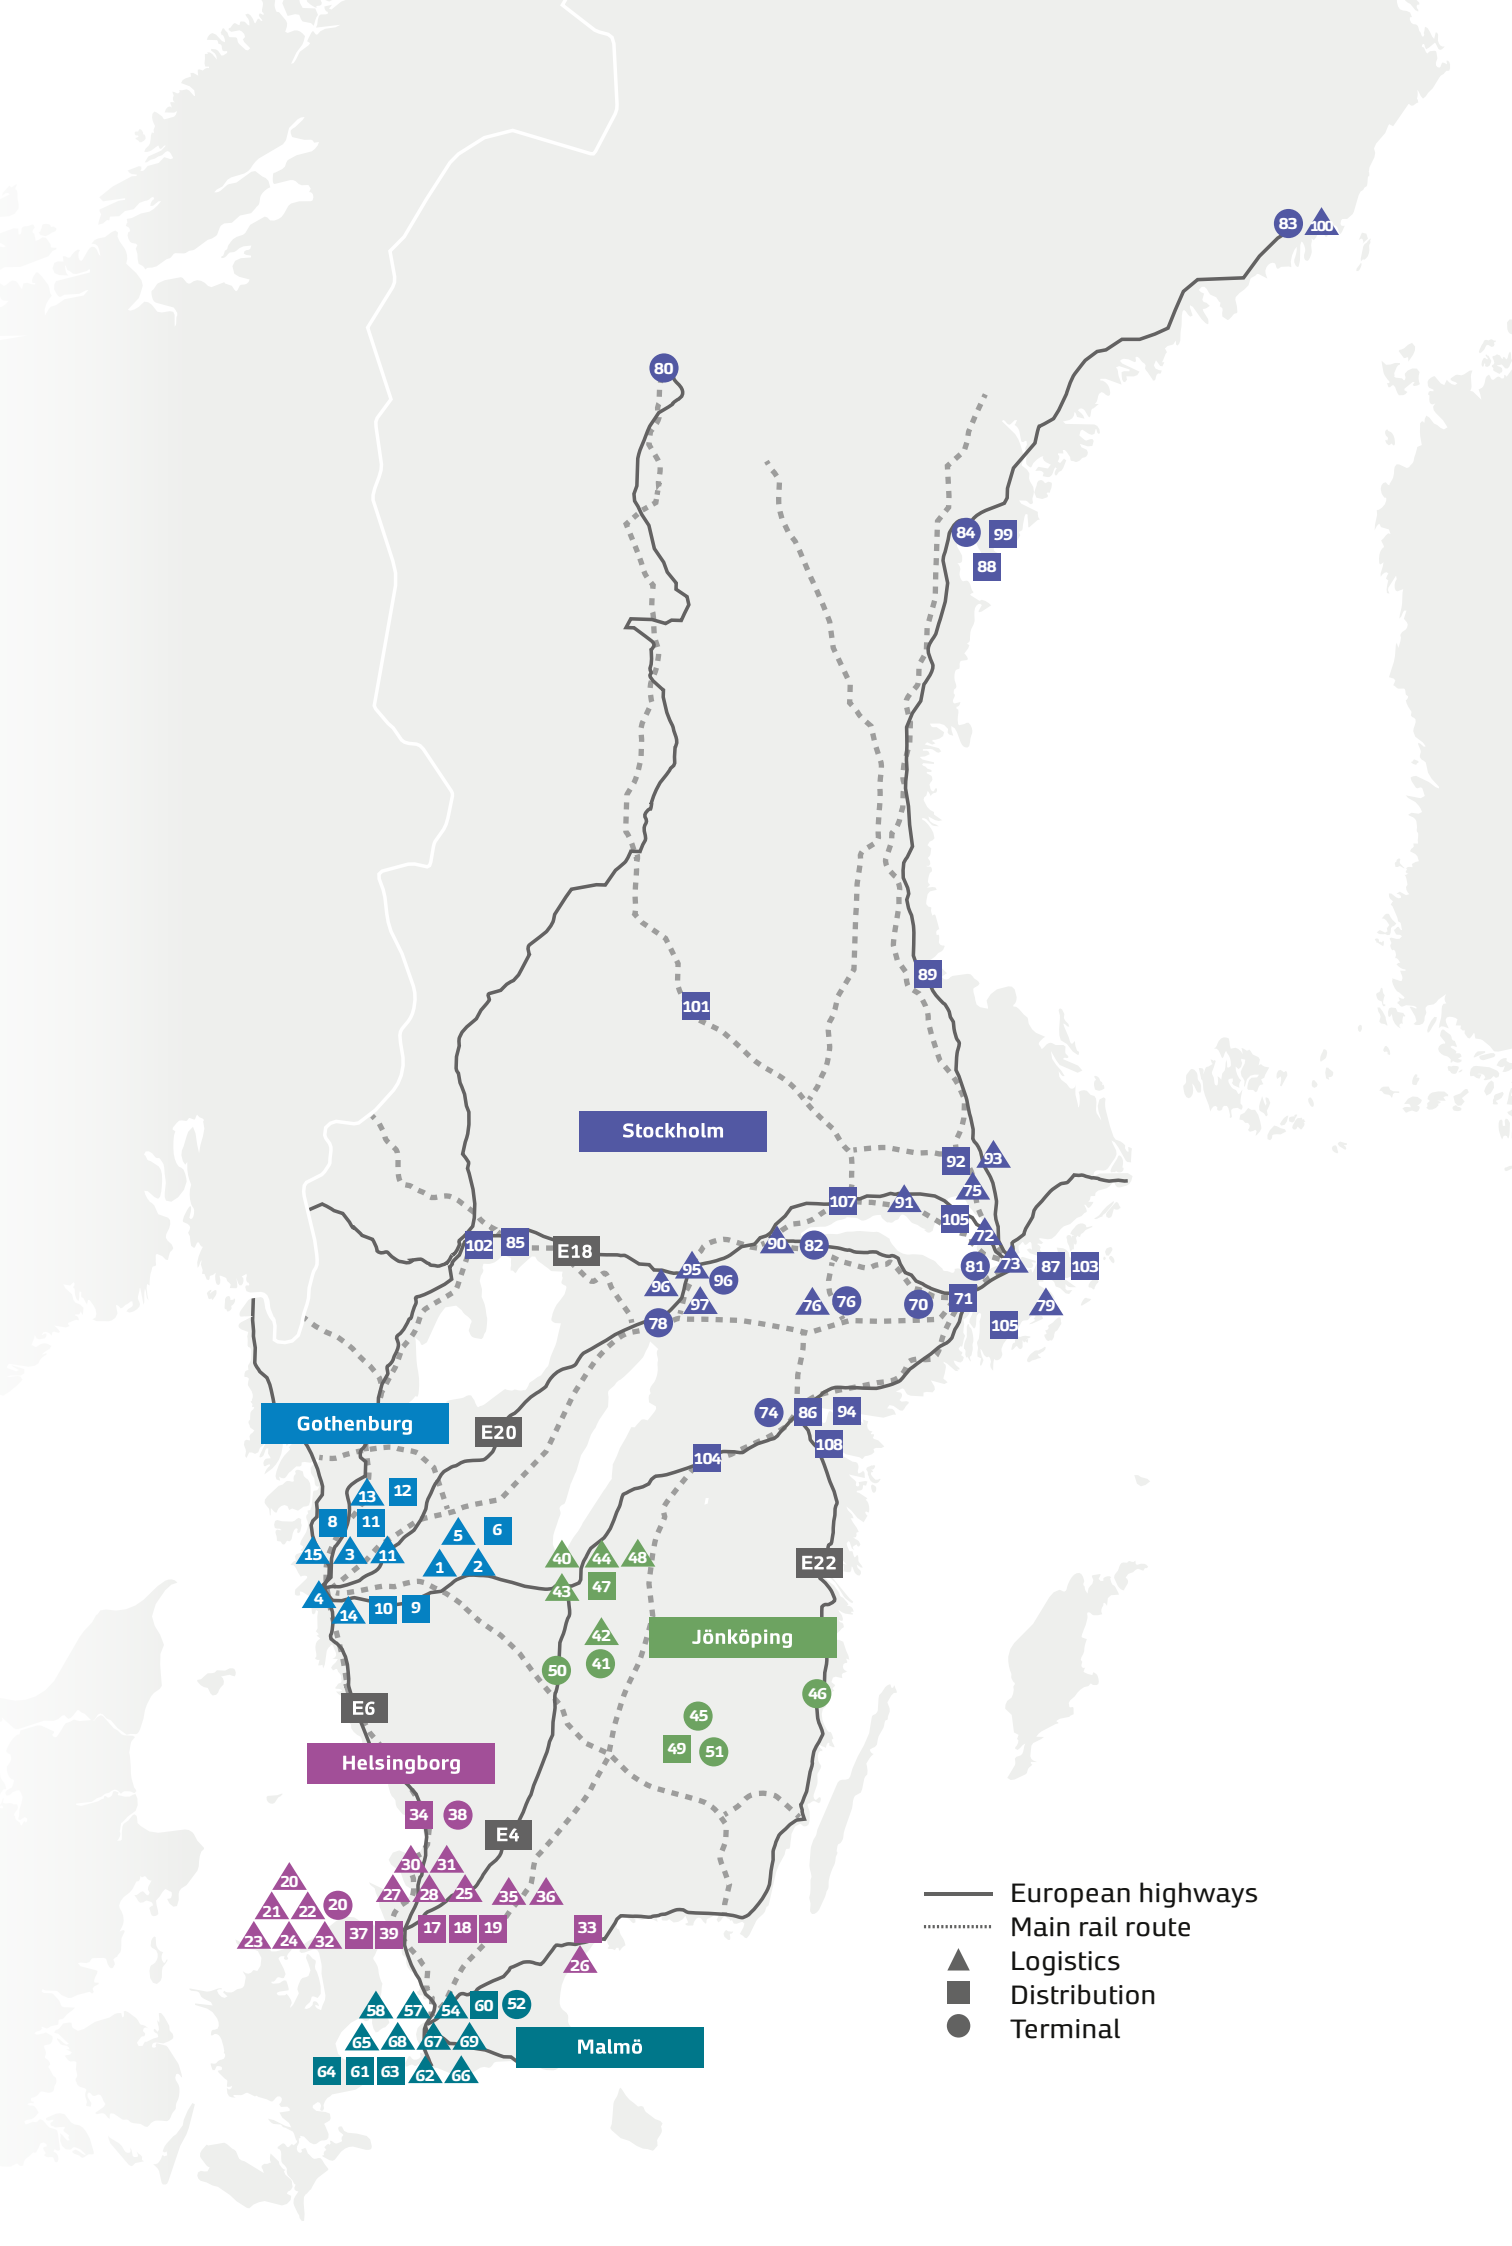 83 100
80
84 99
88
89
101
Stockholm
92 93
75
107 91
105
72
102 85 E18 90 82
95 96 81 73 87 103
96
97 76 76 70 71 79
78 105
74 86 94
Gothenburg
E20 108
104
13 12
8 11 5 6
15 3 11 1 2 40 44 48 E22
4 43 47
14 10 9
42 Jönköping
50 41
46
E6 45
49 51
Helsingborg
34 38
E4
30 31
20 27 28 25 35 36 European highways
21 22 20
23 24 32 37 39 17 18 19 33 Main rail route
26 Logistics
58 57 54 60 52 Distribution
65 68 67 69 Malmö Terminal
64 61 63 62 66